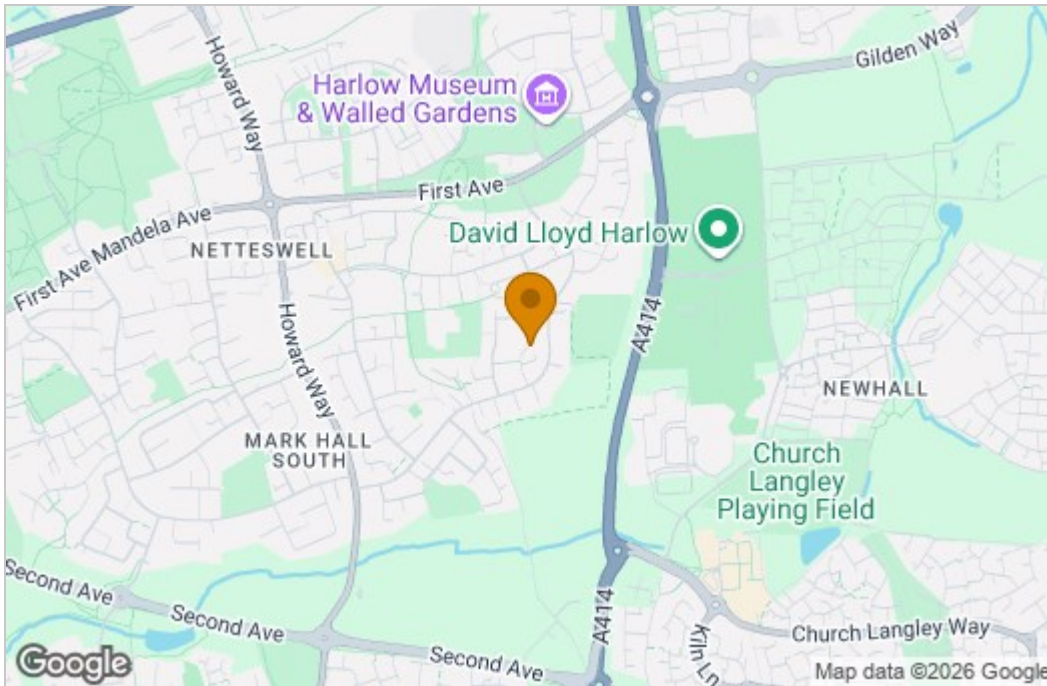 Howard Way
Gilden Way
Harlow Museum
& Walled Gardens
First Ave
First Ave Mandela Ave
NETTESWELL
David Lloyd Harlow
Howard Way
A414
NEWHALL
MARK HALL
SOUTH
Church
Langley
Playing Field
Second Ave
Second Ave
Second Ave
A414
Kiln Ln
Church Langley Way
Google
Map data ©2026 Google